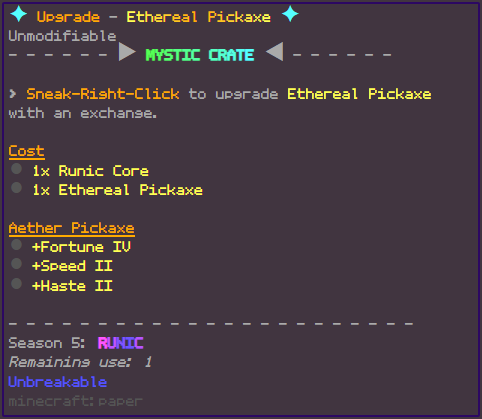 ✦ Upgrade - Ethereal Pickaxe ✦
Unmodifiable
- - - - - - ▶ MYSTIC CRATE ◀ - - - - - -
› Sneak-Right-Click to upgrade Ethereal Pickaxe
with an exchange.
Cost
● 1x Runic Core
● 1x Ethereal Pickaxe
Aether Pickaxe
● +Fortune IV
● +Speed II
● +Haste II
- - - - - - - - - - - - - - - - - - - - - - - - -
Season 5: RUNIC
Remaining use: 1
Unbreakable
minecraft:paper